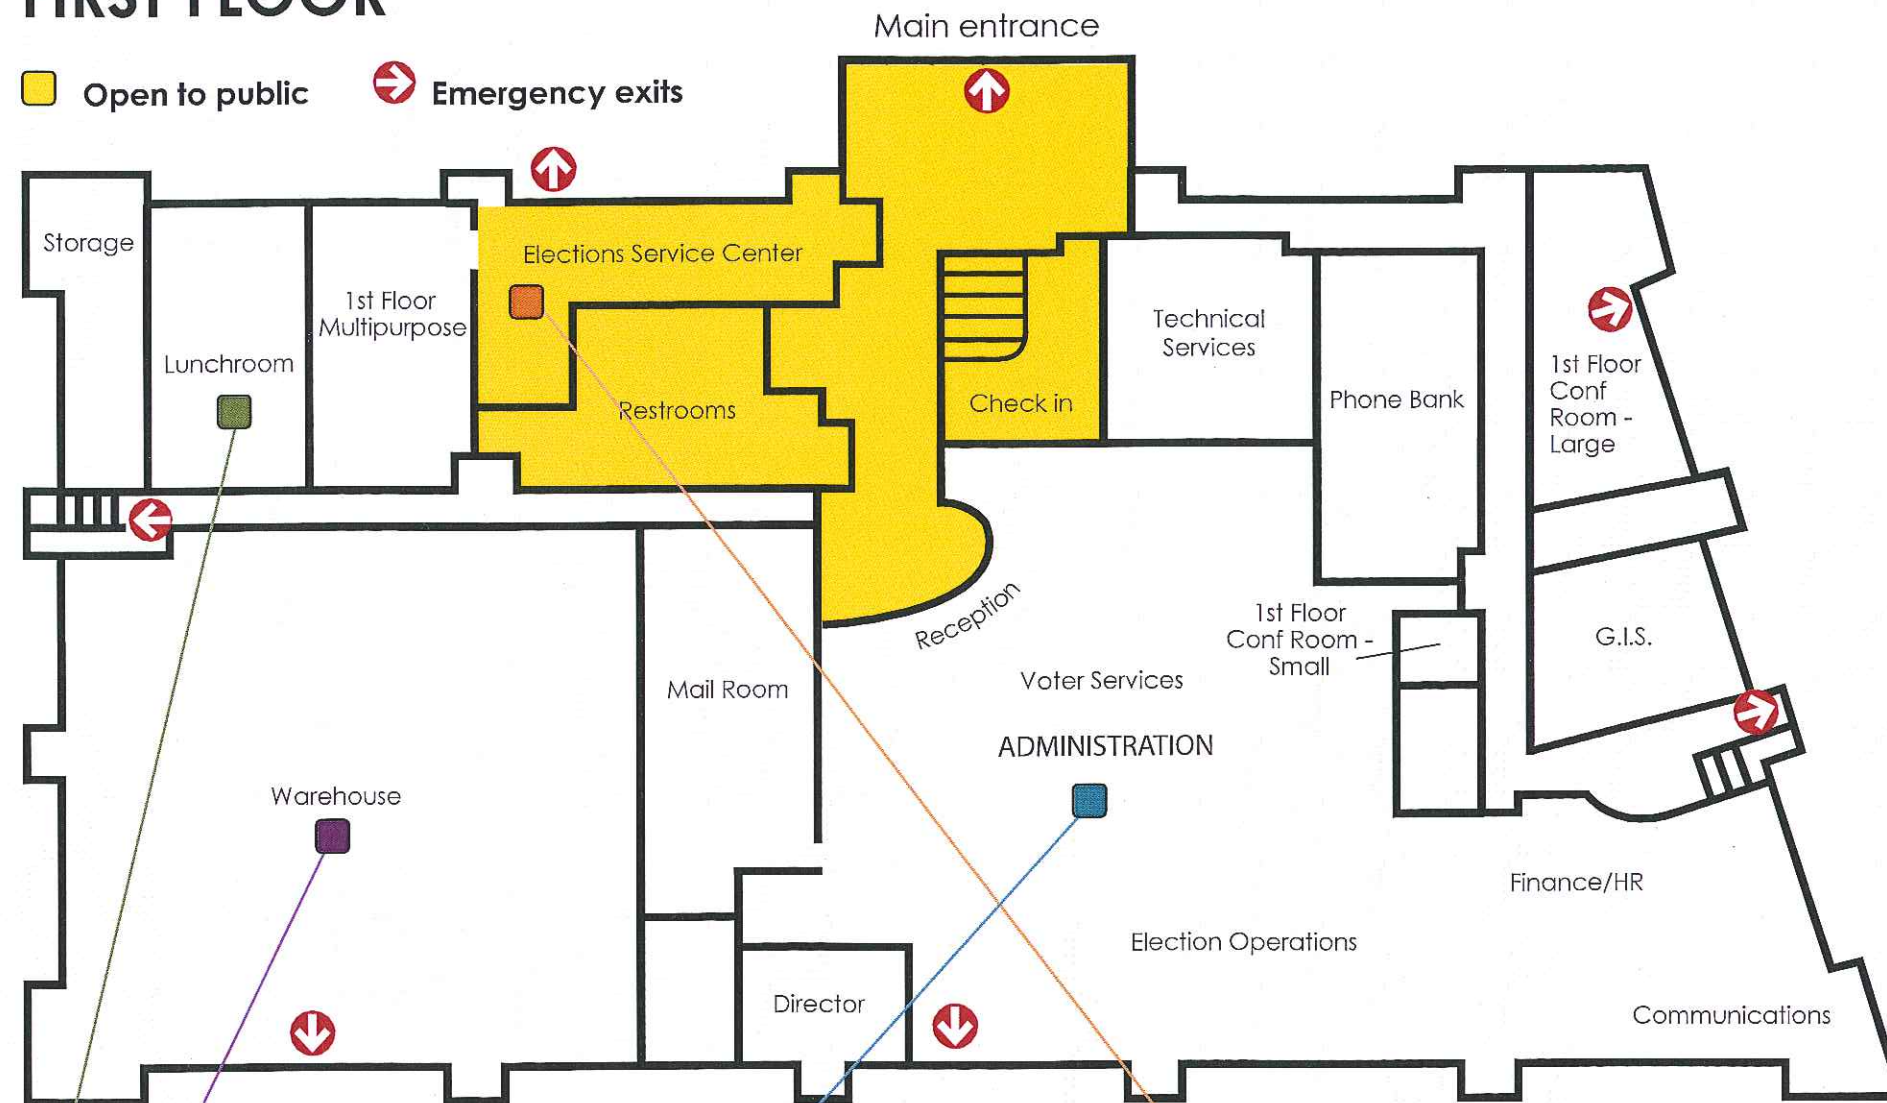 FIRST FLOOR
Open to public
Emergency exits
Main entrance
Storage
Elections Service Center
1st Floor
Multipurpose
Lunchroom
Restrooms
Check in
Technical
Services
Phone Bank
1st Floor
Conf
Room -
Large
Reception
1st Floor
Conf Room -
Small
G.I.S.
Mail Room
Voter Services
ADMINISTRATION
Warehouse
Finance/HR
Election Operations
Director
Communications